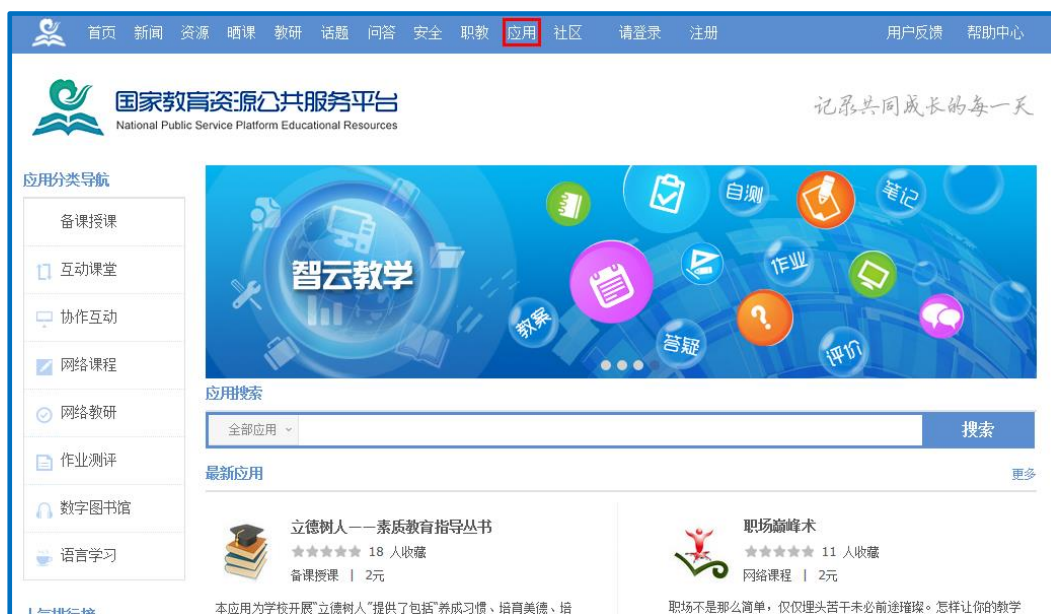 首页 新闻 资源 晒课 教研 话题 问答 安全 职教 应用 社区 请登录 注册 用户反馈 帮助中心
国家教育资源公共服务平台
National Public Service Platform Educational Resources
记录共同成长的每一天
应用分类导航
备课授课
互动课堂
协作互动
网络课程
网络教研
作业测评
数字图书馆
语言学习
人气排行榜
智云教学
自测
笔记
作业
教案
答疑
评价
应用搜索
全部应用
搜索
最新应用
更多
立德树人——素质教育指导丛书
18 人收藏
备课授课 | 2元
本应用为学校开展“立德树人”提供了包括“养成习惯、培育美德、培
职场巅峰术
11 人收藏
网络课程 | 2元
职场不是那么简单，仅仅埋头苦干未必前途璀璨。怎样让你的教学